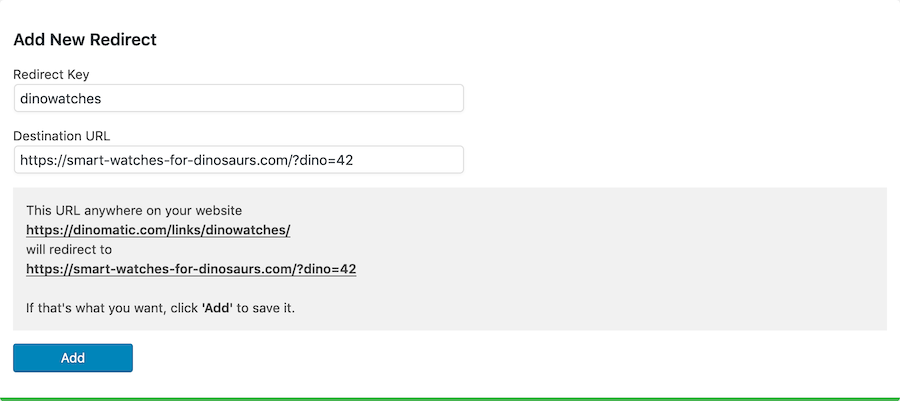 Add New Redirect
Redirect Key
dinowatches
Destination URL
https://smart-watches-for-dinosaurs.com/?dino=42
This URL anywhere on your website
https://dinomatic.com/links/dinowatches/
will redirect to
https://smart-watches-for-dinosaurs.com/?dino=42
If that's what you want, click 'Add' to save it.
Add